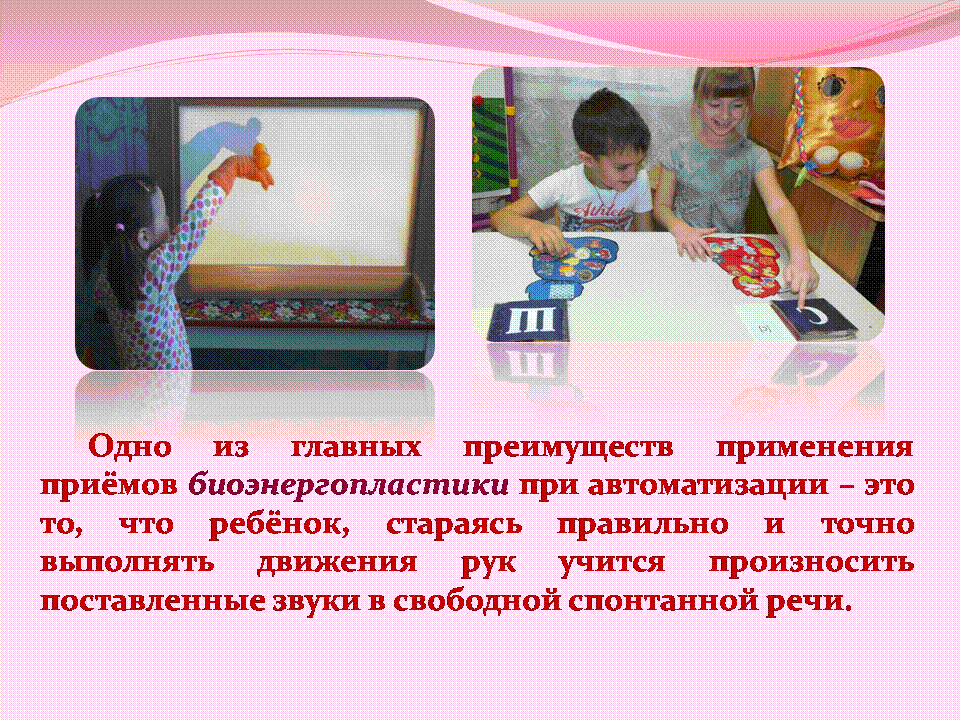 Athletic
Ш
[с]
С
Одно из главных преимуществ применения
приёмов биоэнергопластики при автоматизации – это
то, что ребёнок, стараясь правильно и точно
выполнять движения рук учится произносить
поставленные звуки в свободной спонтанной речи.